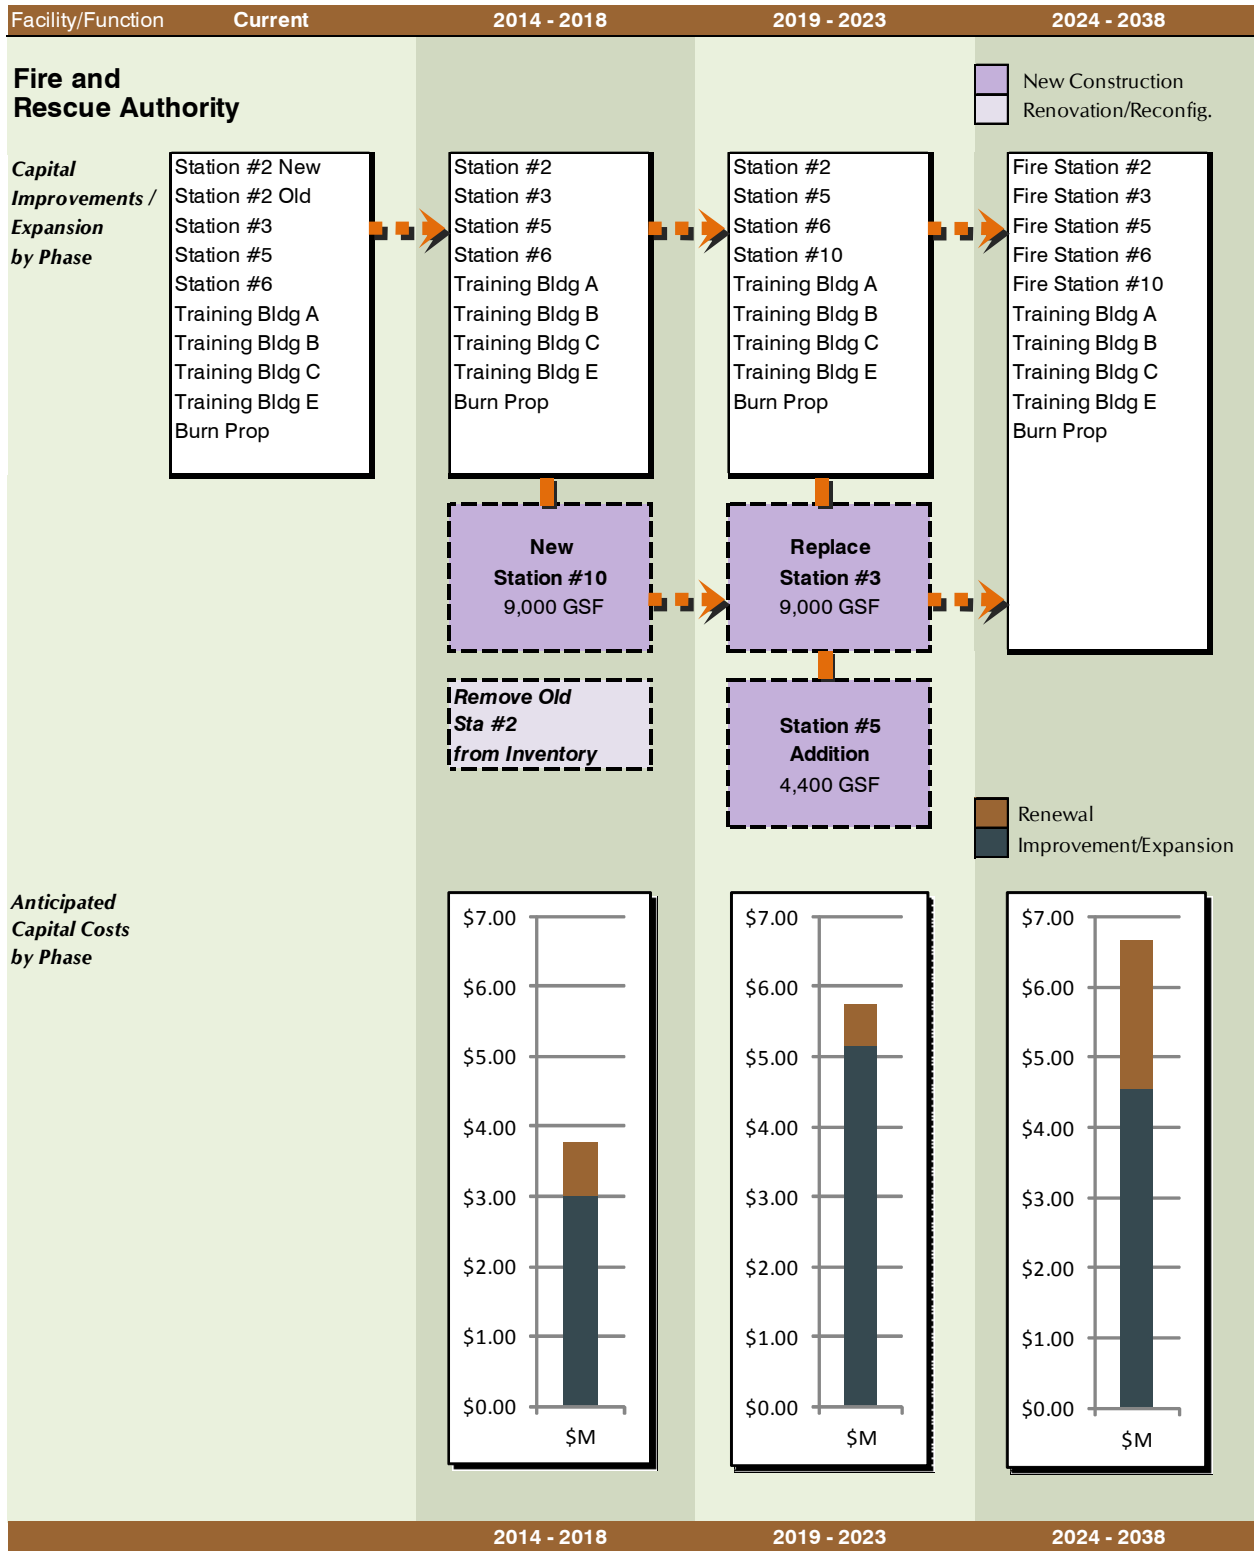 Facility/Function Current 2014 - 2018 2019 - 2023 2024 - 2038
Fire and
Rescue Authority
New Construction
Renovation/Reconfig.
Capital
Improvements /
Expansion
by Phase
Station #2 New
Station #2 Old
Station #3
Station #5
Station #6
Training Bldg A
Training Bldg B
Training Bldg C
Training Bldg E
Burn Prop
Station #2
Station #3
Station #5
Station #6
Training Bldg A
Training Bldg B
Training Bldg C
Training Bldg E
Burn Prop
Station #2
Station #5
Station #6
Station #10
Training Bldg A
Training Bldg B
Training Bldg C
Training Bldg E
Burn Prop
Fire Station #2
Fire Station #3
Fire Station #5
Fire Station #6
Fire Station #10
Training Bldg A
Training Bldg B
Training Bldg C
Training Bldg E
Burn Prop
New
Station #10
9,000 GSF
Replace
Station #3
9,000 GSF
Remove Old
Sta #2
from Inventory
Station #5
Addition
4,400 GSF
Renewal
Improvement/Expansion
Anticipated
Capital Costs
by Phase
$7.00
$6.00
$5.00
$4.00
$3.00
$2.00
$1.00
$0.00
$M
$7.00
$6.00
$5.00
$4.00
$3.00
$2.00
$1.00
$0.00
$M
$7.00
$6.00
$5.00
$4.00
$3.00
$2.00
$1.00
$0.00
$M
2014 - 2018 2019 - 2023 2024 - 2038